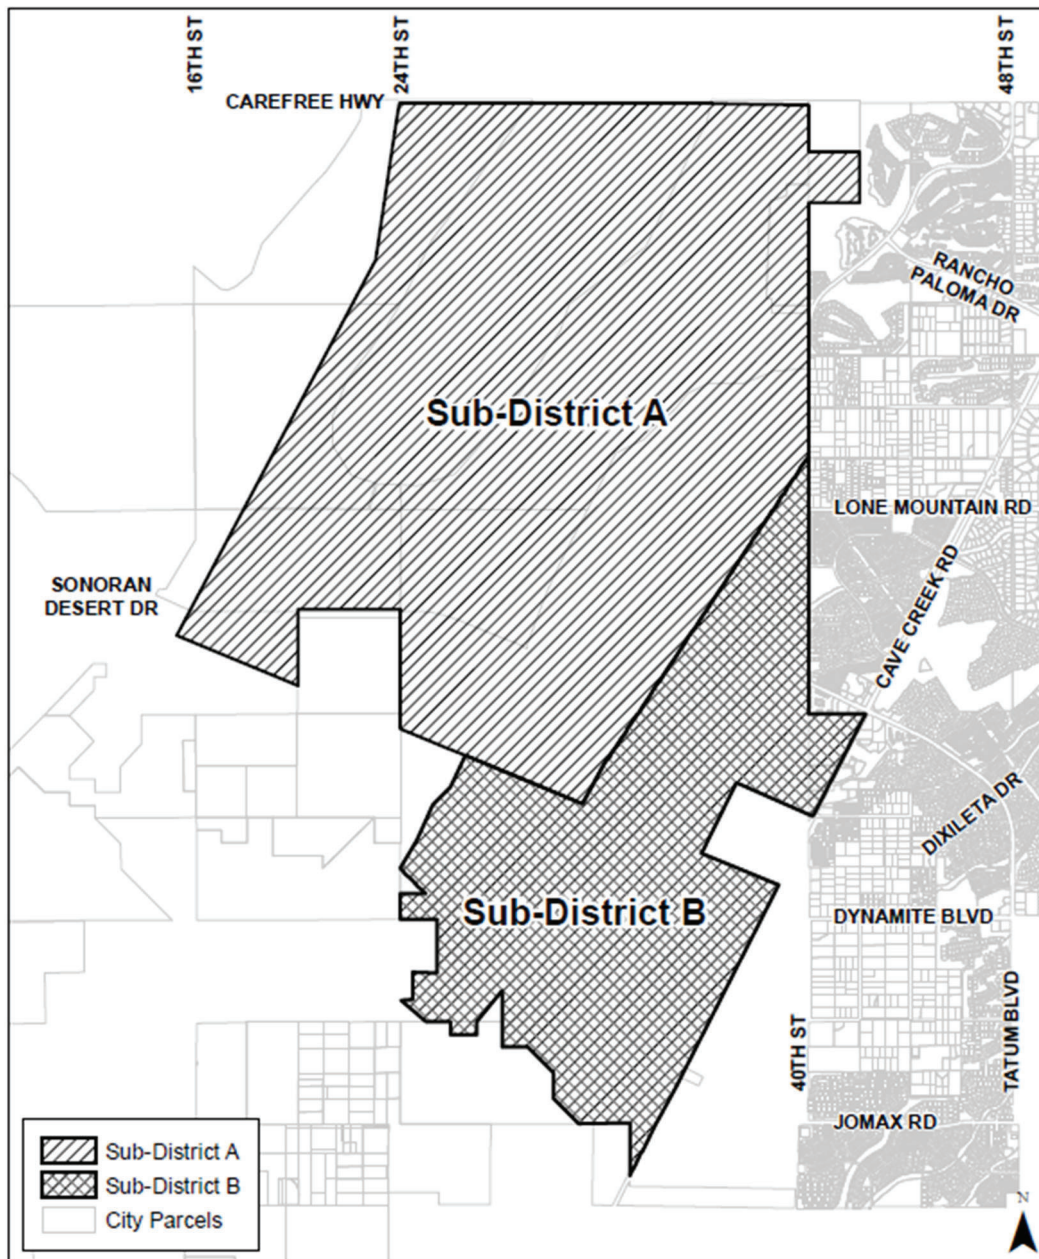 16TH ST
24TH ST
48TH ST
CAREFREE HWY
RANCHO
PALOMA DR
Sub-District A
LONE MOUNTAIN RD
SONORAN
DESERT DR
CAVE CREEK RD
DIXILETA DR
Sub-District B
DYNAMITE BLVD
40TH ST
TATUM BLVD
JOMAX RD
Sub-District A
Sub-District B
City Parcels
N